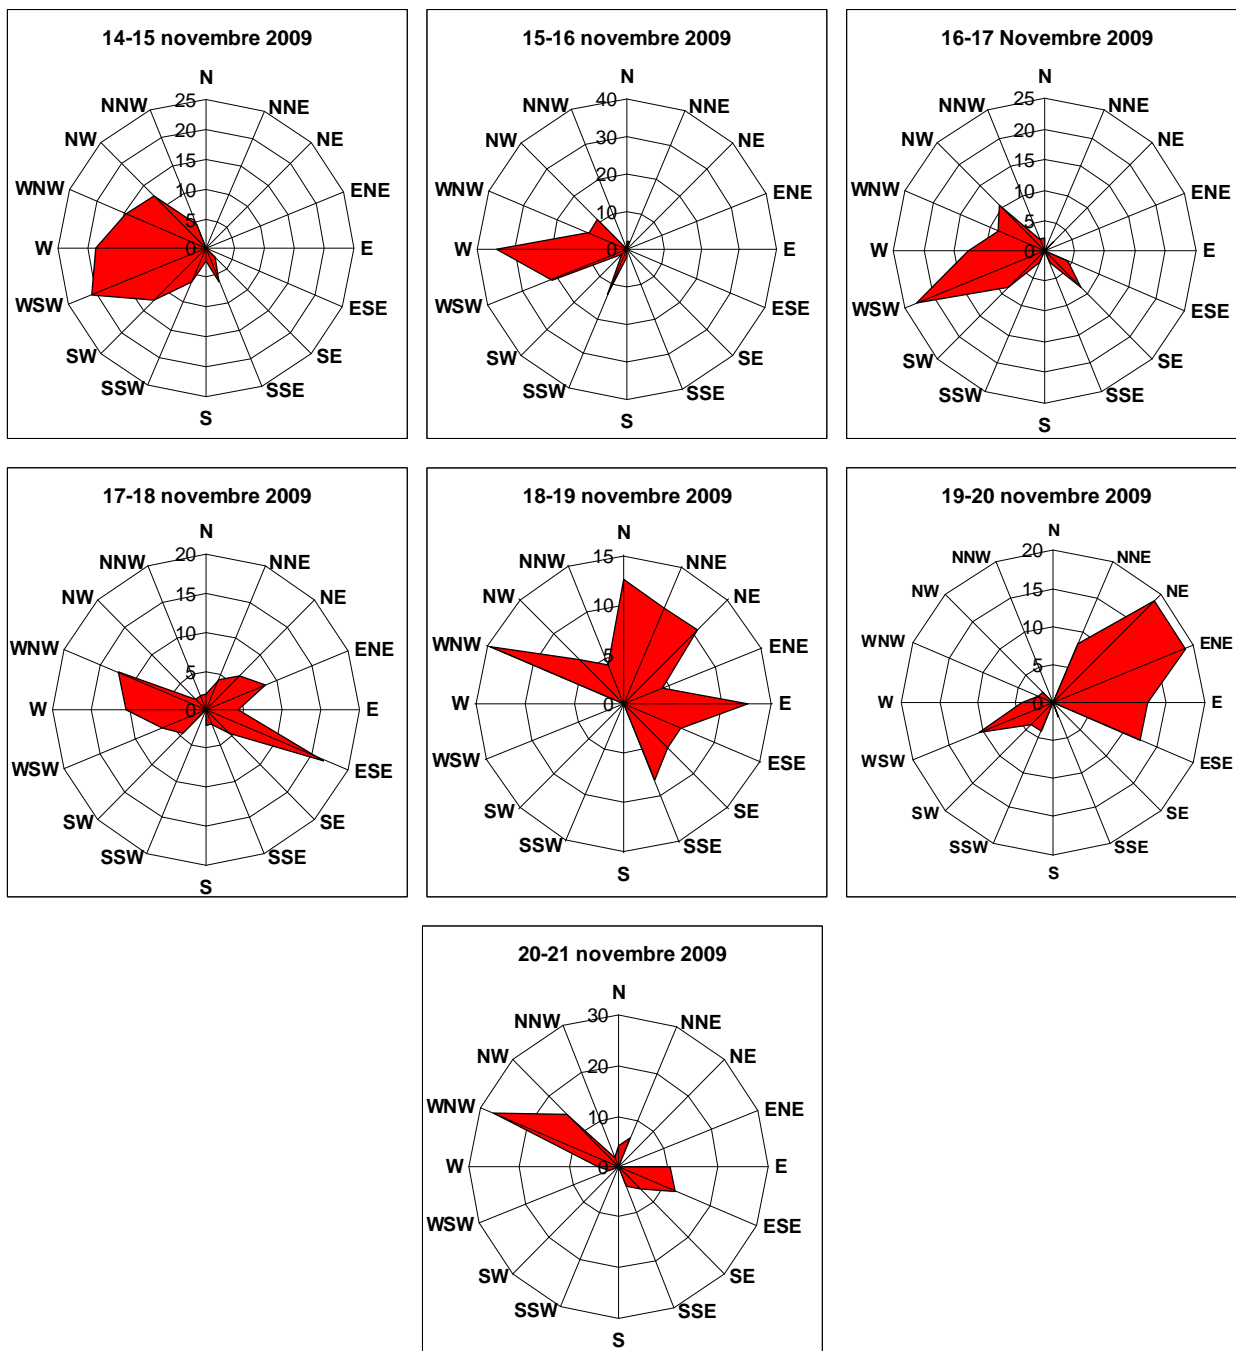 14-15 novembre 2009
N
NNW NNE
NW NE
WNW ENE
W E
WSW ESE
SW SE
SSW SSE
S
25
20
15
10
5
0
15-16 novembre 2009
N
NNW NNE
NW NE
WNW ENE
W E
WSW ESE
SW SE
SSW SSE
S
40
30
20
10
0
16-17 Novembre 2009
N
NNW NNE
NW NE
WNW ENE
W E
WSW ESE
SW SE
SSW SSE
S
25
20
15
10
5
0
17-18 novembre 2009
N
NNW NNE
NW NE
WNW ENE
W E
WSW ESE
SW SE
SSW SSE
S
20
15
10
5
0
18-19 novembre 2009
N
NNW NNE
NW NE
WNW ENE
W E
WSW ESE
SW SE
SSW SSE
S
15
10
5
0
19-20 novembre 2009
N
NNW NNE
NW NE
WNW ENE
W E
WSW ESE
SW SE
SSW SSE
S
20
15
10
5
0
20-21 novembre 2009
N
NNW NNE
NW NE
WNW ENE
W E
WSW ESE
SW SE
SSW SSE
S
30
20
10
0